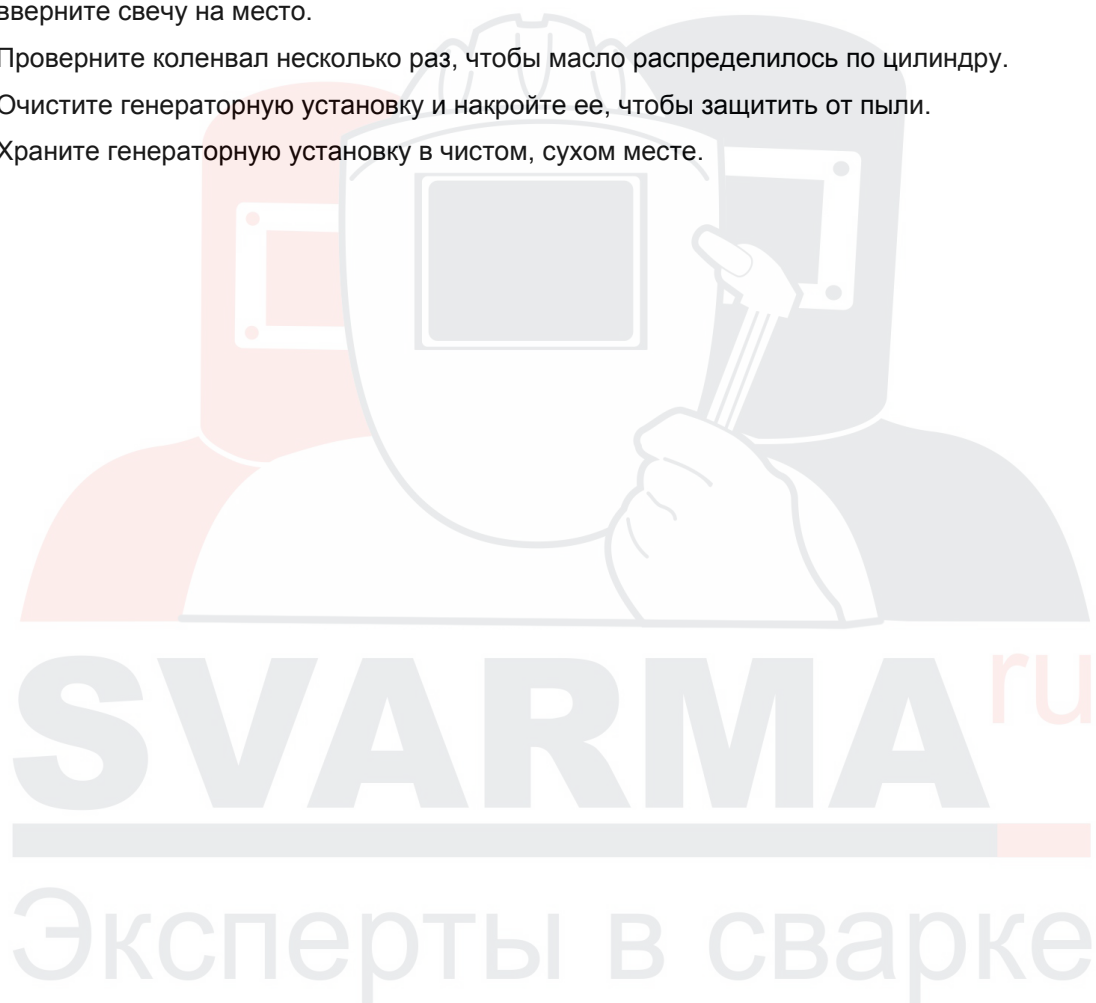 вверните свечу на место.
Проверните коленвал несколько раз, чтобы масло распределилось по цилиндру.
Очистите генераторную установку и накройте ее, чтобы защитить от пыли.
Храните генераторную установку в чистом, сухом месте.
SVARMA ru
Эксперты в сварке